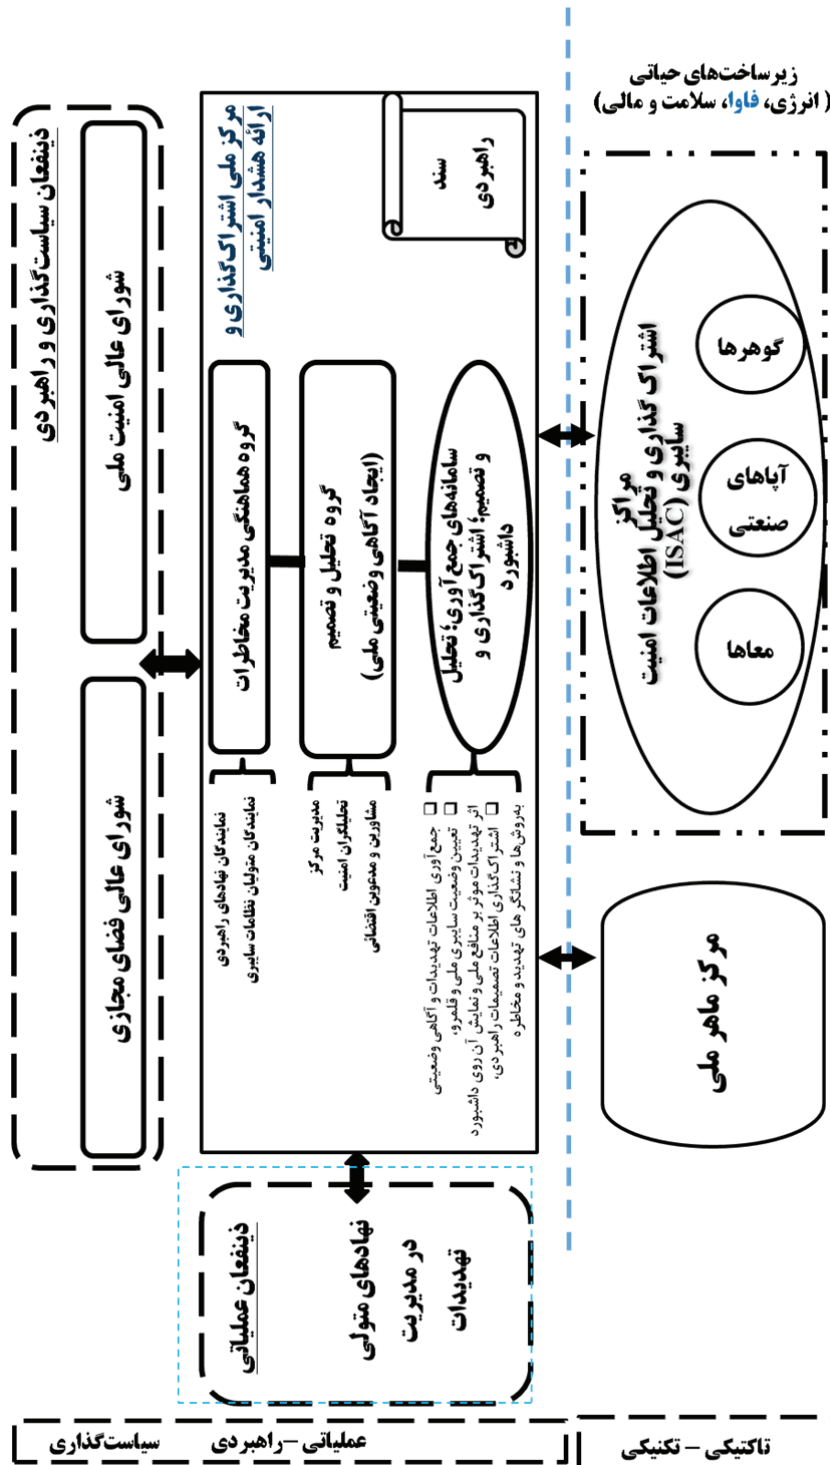 زیرساخت‌های حیاتی
( انرژی، فاوا، سلامت و مالی)
ذینفعان سیاست‌گذاری و راهبردی
شورای عالی امنیت ملی
شورای عالی فضای مجازی
مرکز ملی اشتراک‌گذاری و
ارائه هشدار امنیتی
سند
راهبردی
گروه هماهنگی مدیریت مخاطرات
گروه تحلیل و تصمیم
(ایجاد آگاهی وضعیتی ملی)
سامانه‌های جمع آوری؛ تحلیل
و تصمیم؛ اشتراک‌گذاری و
داشبورد
نمایندگان نهادهای راهبردی
نمایندگان متولیان نظامات سایبری
مدیریت مرکز
تحلیلگران امنیت
مشاورین و مدعوین اقتضائی
❑ جمع‌آوری اطلاعات تهدیدات و آگاهی وضعیتی
❑ تعیین وضعیت سایبری ملی و قلمرو،
اثر تهدیدات موثر بر منافع ملی و نمایش آن روی داشبورد
❑ اشتراک‌گذاری اطلاعات تصمیمات راهبردی،
به‌روش‌ها و نشانگر های تهدید و مخاطره
مراکز
اشتراک گذاری و تحلیل اطلاعات امنیت
سایبری (ISAC)
گوهرها
آپاهای
صنعتی
معاها
مرکز ماهر ملی
ذینفعان عملیاتی
نهادهای متولی
در مدیریت
تهدیدات
سیاست‌گذاری
عملیاتی –راهبردی
تاکتیکی – تکنیکی